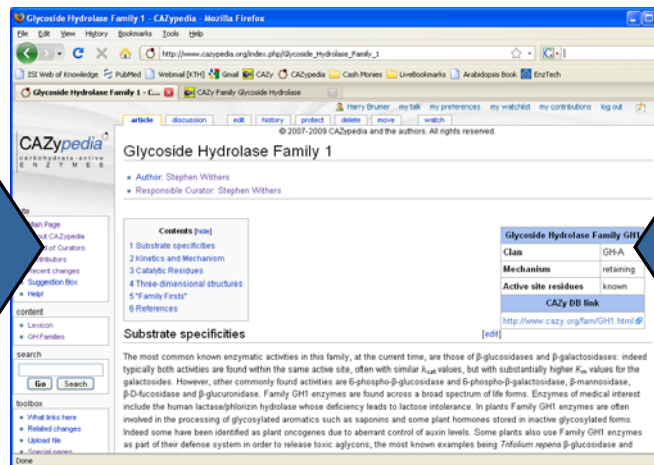 Glycoside Hydrolase Family 1 - CAZypedia - Mozilla Firefox
File Edit View History Bookmarks Tools Help
http://www.cazypedia.org/index.php/Glycoside_Hydrolase_Family_1
ISI Web of Knowledge PubMed Webmail [KTH] Gmail CAZy CAZypedia Cash Monies LiveBookmarks Arabidopsis Book EnzTech
Glycoside Hydrolase Family 1 - C... CAZy Family Glycoside Hydrolase
Harry Brumer my talk my preferences my watchlist my contributions log out
article discussion edit history protect delete move watch
© 2007-2009 CAZypedia and the authors. All rights reserved.
CAZypedia
carbohydrate-active
ENZYMES
Glycoside Hydrolase Family 1
Author: Stephen Withers
Responsible Curator: Stephen Withers
Main Page
CAZypedia
of Curators
Recent changes
Suggestion Box
Help!
content
Lexicon
GH Families
search
Go Search
toolbox
What links here
Related changes
Upload file
Special pages
Contents [hide]
1 Substrate specificities
2 Kinetics and Mechanism
3 Catalytic Residues
4 Three-dimensional structures
5 "Family Firsts"
6 References
Glycoside Hydrolase Family GH1
Clan GH-A
Mechanism retaining
Active site residues known
CAZy DB link
http://www.cazy.org/fam/GH1.html
Substrate specificities [edit]
The most common known enzymatic activities in this family, at the current time, are those of β-glucosidases and β-galactosidases: indeed
typically both activities are found within the same active site, often with similar kcat values, but with substantially higher Km values for the
galactosides. However, other commonly found activities are 6-phospho-β-glucosidase and 6-phospho-β-galactosidase, β-mannosidase,
β-D-fucosidase and β-glucuronidase. Family GH1 enzymes are found across a broad spectrum of life forms. Enzymes of medical interest
include the human lactase/phlorizin hydrolase whose deficiency leads to lactose intolerance. In plants Family GH1 enzymes are often
involved in the processing of glycosylated aromatics such as saponins and some plant hormones stored in inactive glycosylated forms.
Indeed some have been identified as plant oncogenes due to aberrant control of auxin levels. Some plants also use Family GH1 enzymes
as part of their defense system in order to release toxic aglycons, the most known examples being Trifolium repens β-glucosidase and
Done